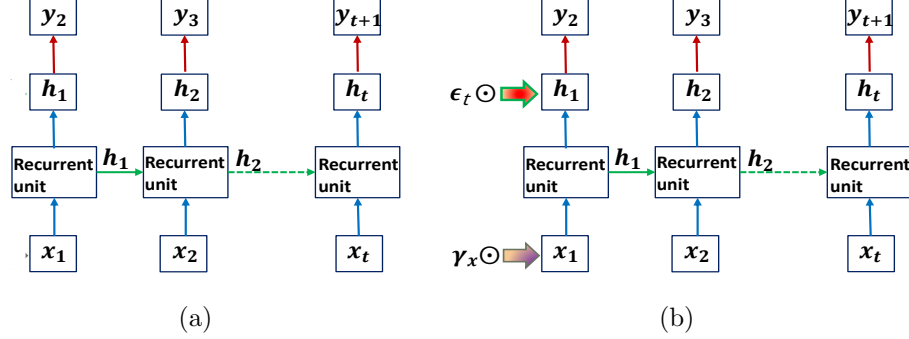 y₂ y₃ yₜ₊₁ y₂ y₃ yₜ₊₁
h₁ h₂ hₜ ϵₜ⊙ h₁ h₂ hₜ
h₁ h₂ h₁ h₂
Recurrent unit Recurrent unit Recurrent unit Recurrent unit Recurrent unit Recurrent unit
x₁ x₂ xₜ γₓ⊙ x₁ x₂ xₜ
(a) (b)